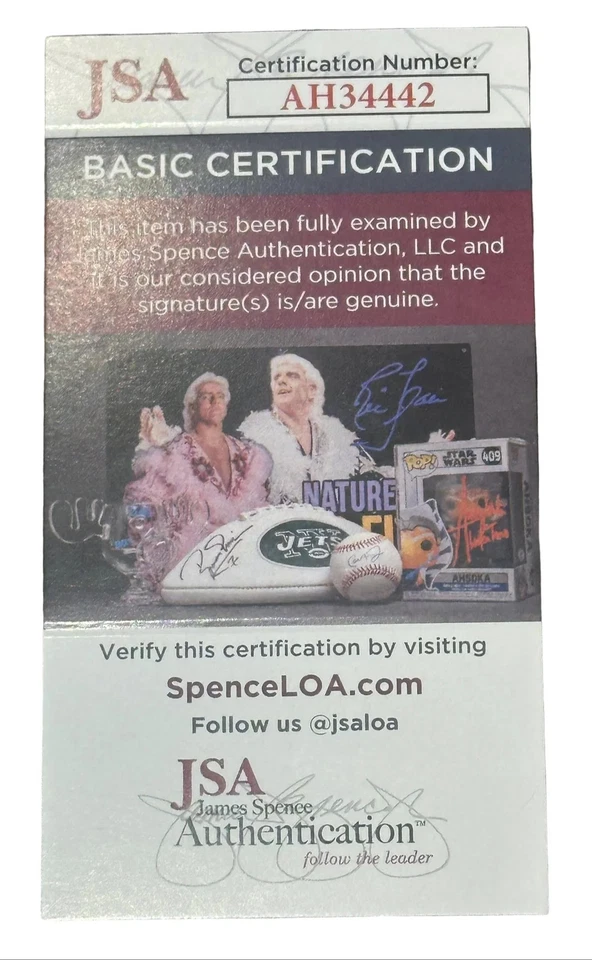 JSA
Certification Number:
AH34442
BASIC CERTIFICATION
This item has been fully examined by
James Spence Authentication, LLC and
it is our considered opinion that the
signature(s) is/are genuine.
NATURE
JETS
NY
POP!
STAR
WARS
409
AHSOKA
Verify this certification by visiting
SpenceLOA.com
Follow us @jsaloa
JSA
James Spence
Authentication™
follow the leader